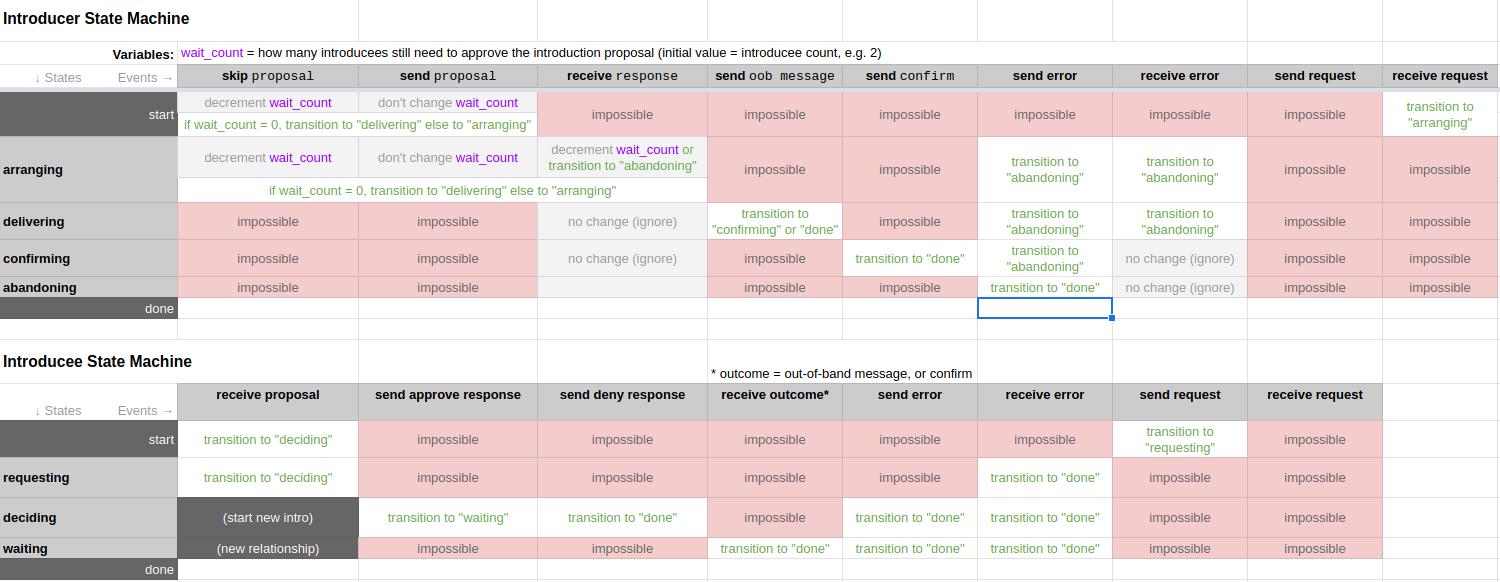 Introducer State Machine
Variables: wait_count = how many introducees still need to approve the introduction proposal (initial value = introducee count, e.g. 2)
↓ States Events → skip proposal send proposal receive response send oob message send confirm send error receive error send request receive request
start decrement wait_count don't change wait_count impossible impossible impossible impossible impossible impossible transition to "arranging"
if wait_count = 0, transition to "delivering" else to "arranging"
arranging decrement wait_count don't change wait_count decrement wait_count or transition to "abandoning" impossible impossible transition to "abandoning" transition to "abandoning" impossible impossible
if wait_count = 0, transition to "delivering" else to "arranging"
delivering impossible impossible no change (ignore) transition to "confirming" or "done" impossible transition to "abandoning" transition to "abandoning" impossible impossible
confirming impossible impossible no change (ignore) impossible transition to "done" transition to "abandoning" no change (ignore) impossible impossible
abandoning impossible impossible impossible impossible transition to "done" no change (ignore) impossible impossible
done
Introducee State Machine
* outcome = out-of-band message, or confirm
↓ States Events → receive proposal send approve response send deny response receive outcome* send error receive error send request receive request
start transition to "deciding" impossible impossible impossible impossible impossible transition to "requesting" impossible
requesting transition to "deciding" impossible impossible impossible impossible transition to "done" impossible impossible
deciding (start new intro) transition to "waiting" transition to "done" impossible transition to "done" transition to "done" impossible impossible
waiting (new relationship) impossible impossible transition to "done" transition to "done" transition to "done" impossible impossible
done